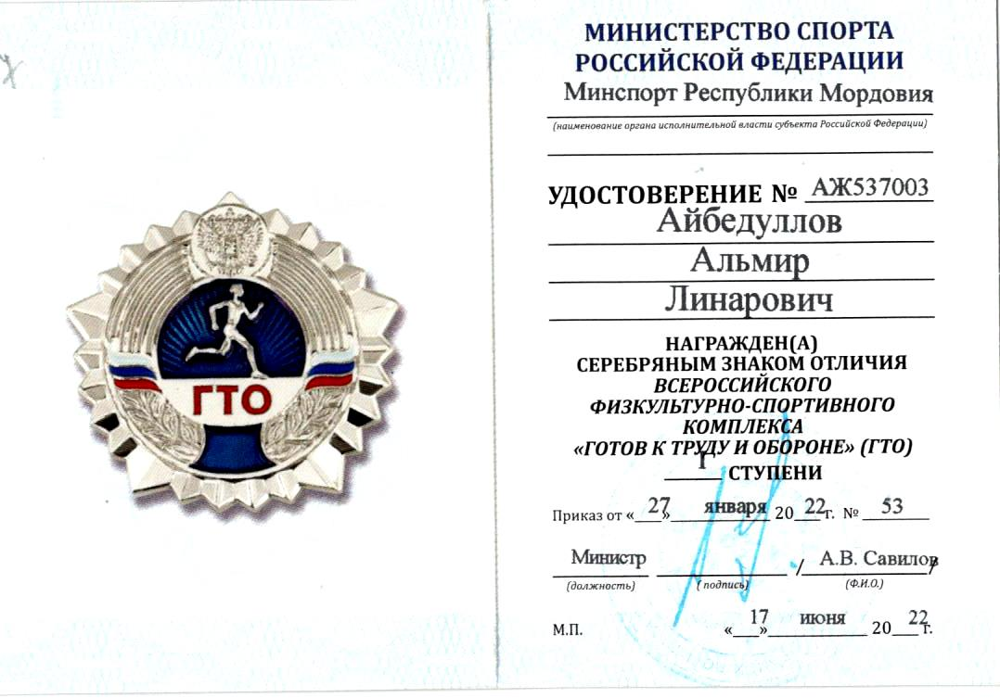 ГТО
МИНИСТЕРСТВО СПОРТА
РОССИЙСКОЙ ФЕДЕРАЦИИ
Минспорт Республики Мордовия
(наименование органа исполнительной власти субъекта Российской Федерации)
УДОСТОВЕРЕНИЕ № АЖ537003
Айбедуллов
Альмир
Линарович
НАГРАЖДЕН(А)
СЕРЕБРЯНЫМ ЗНАКОМ ОТЛИЧИЯ
ВСЕРОССИЙСКОГО
ФИЗКУЛЬТУРНО-СПОРТИВНОГО
КОМПЛЕКСА
«ГОТОВ К ТРУДУ И ОБОРОНЕ» (ГТО)
I СТУПЕНИ
Приказ от «27» января 2022г. № 53
Министр / А.В. Савилов/
(должность) (подпись) (Ф.И.О.)
М.П. «17» июня 2022 г.